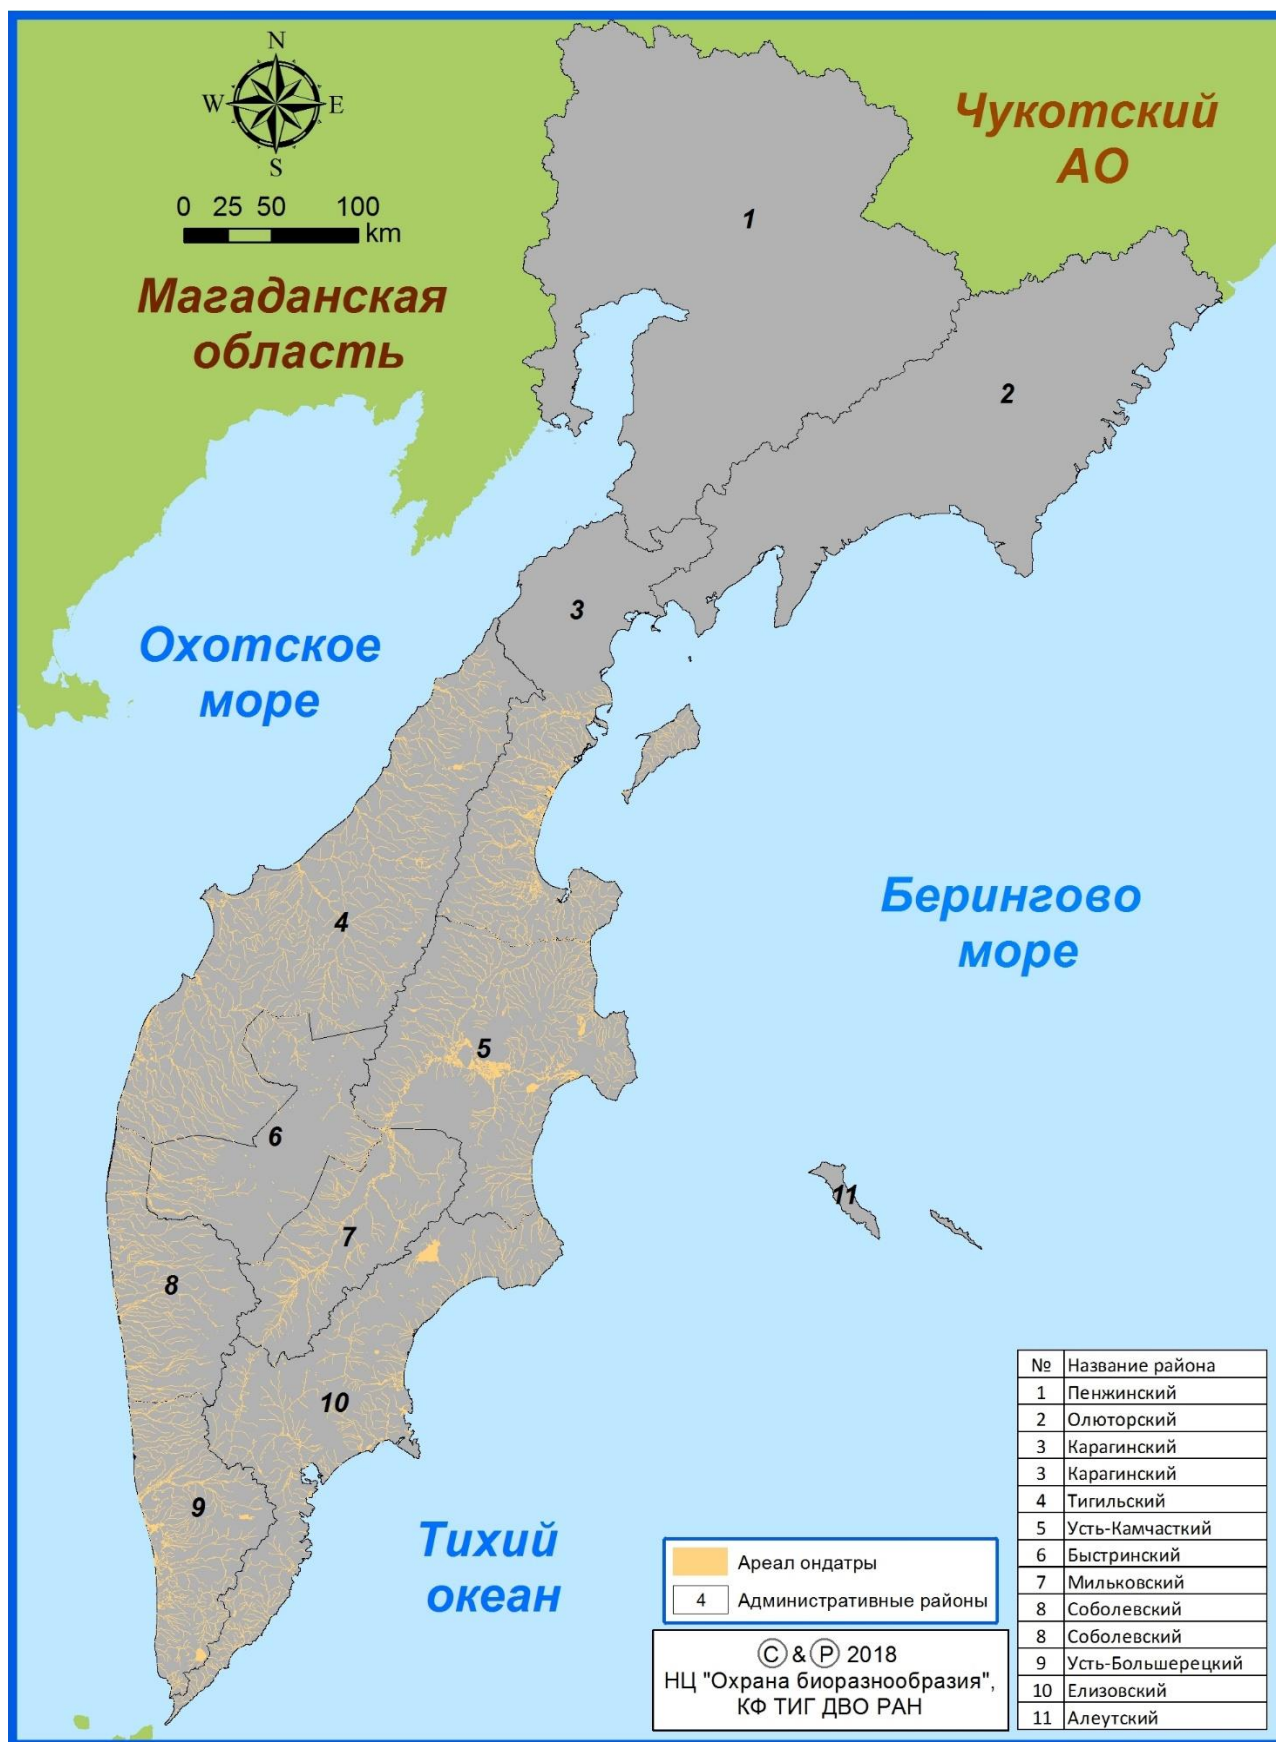 N
W E
S
0 25 50 100
km
Чукотский
АО
Магаданская
область
1
2
3
Охотское
море
4
Берингово
море
5
6
11
7
8
10
9
Тихий
океан
Ареал ондатры
4 Административные районы
© & Ⓟ 2018
НЦ "Охрана биоразнообразия",
КФ ТИГ ДВО РАН
№ Название района
1 Пенжинский
2 Олюторский
3 Карагинский
3 Карагинский
4 Тигильский
5 Усть-Камчасткий
6 Быстринский
7 Мильковский
8 Соболевский
8 Соболевский
9 Усть-Большерецкий
10 Елизовский
11 Алеутский